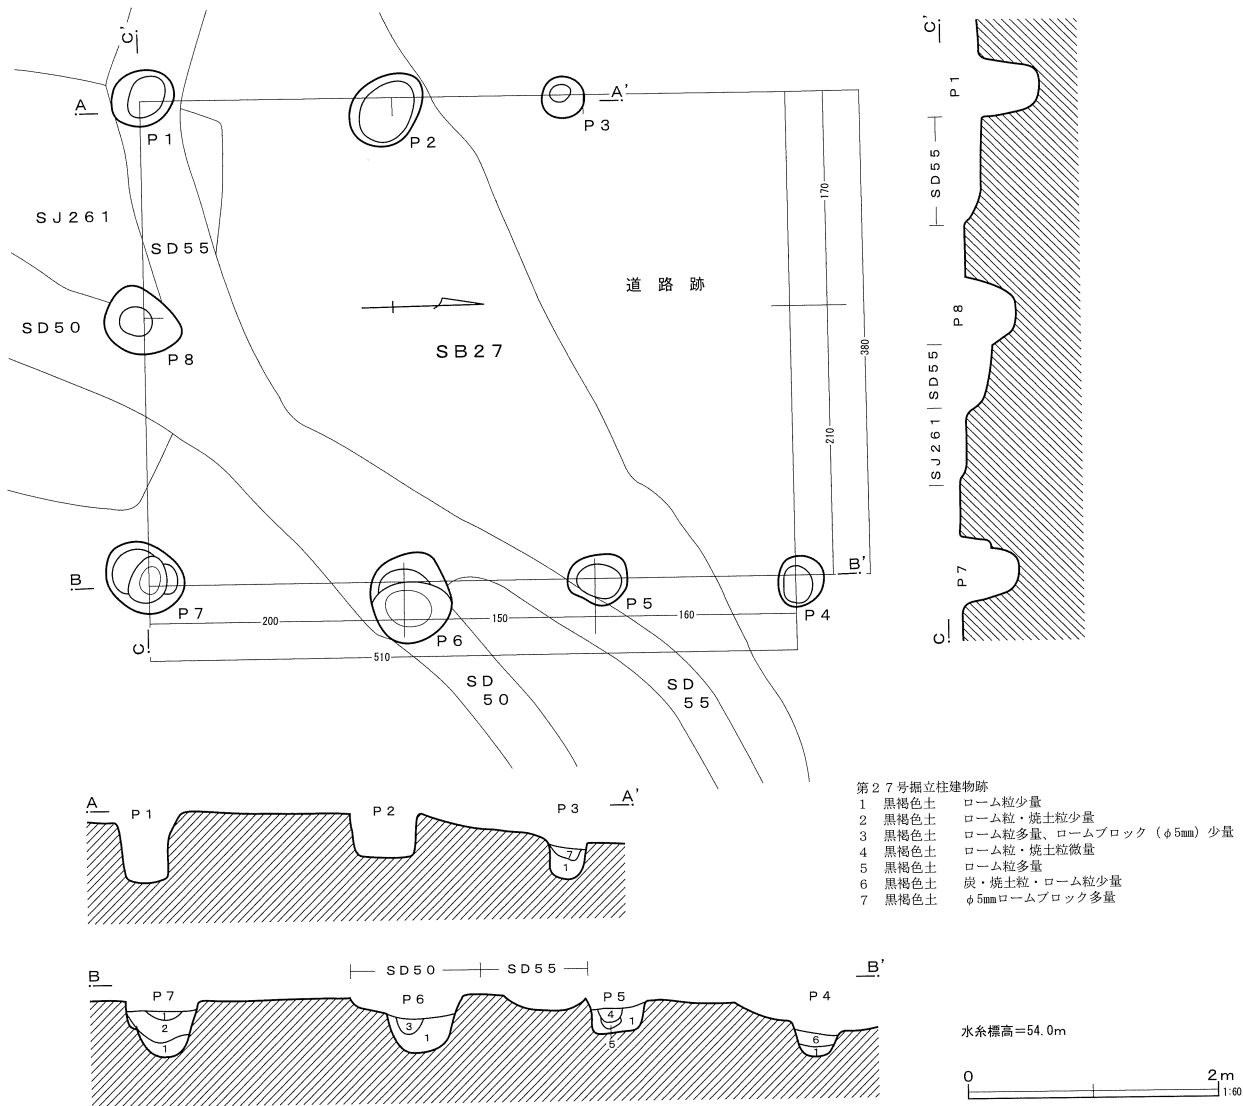 C'
C'
A
A'
P1
P2
P3
P1
SD55
170
SJ261
SD55
道路跡
SD50
P8
SB27
P8
380
SD55
210
SJ261
B
B'
P7
P6
P5
P4
P7
200
150
160
510
C
C
SD
50
SD
55
A
A'
P1
P2
P3
7
1
第27号掘立柱建物跡
1 黒褐色土 ローム粒少量
2 黒褐色土 ローム粒・焼土粒少量
3 黒褐色土 ローム粒多量、ロームブロック(φ5mm)少量
4 黒褐色土 ローム粒・焼土粒微量
5 黒褐色土 ローム粒多量
6 黒褐色土 炭・焼土粒・ローム粒少量
7 黒褐色土 φ5mmロームブロック多量
B
SD50
SD55
B'
P7
P6
P5
P4
1
2
1
3
1
4
1
5
6
1
水糸標高=54.0m
0
2m
1:60